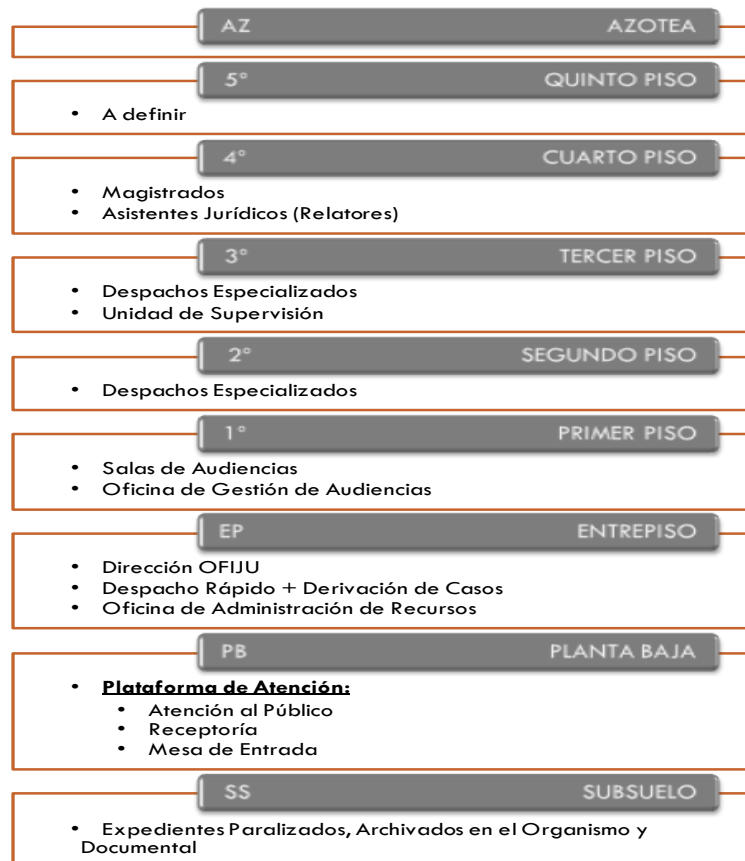 AZ AZOTEA
5° QUINTO PISO
• A definir
4° CUARTO PISO
• Magistrados
• Asistentes Jurídicos (Relatores)
3° TERCER PISO
• Despachos Especializados
• Unidad de Supervisión
2° SEGUNDO PISO
• Despachos Especializados
1° PRIMER PISO
• Salas de Audiencias
• Oficina de Gestión de Audiencias
EP ENTREPISO
• Dirección OFIJU
• Despacho Rápido + Derivación de Casos
• Oficina de Administración de Recursos
PB PLANTA BAJA
• Plataforma de Atención:
• Atención al Público
• Receptoría
• Mesa de Entrada
SS SUBSUELO
• Expedientes Paralizados, Archivados en el Organismo y
Documental